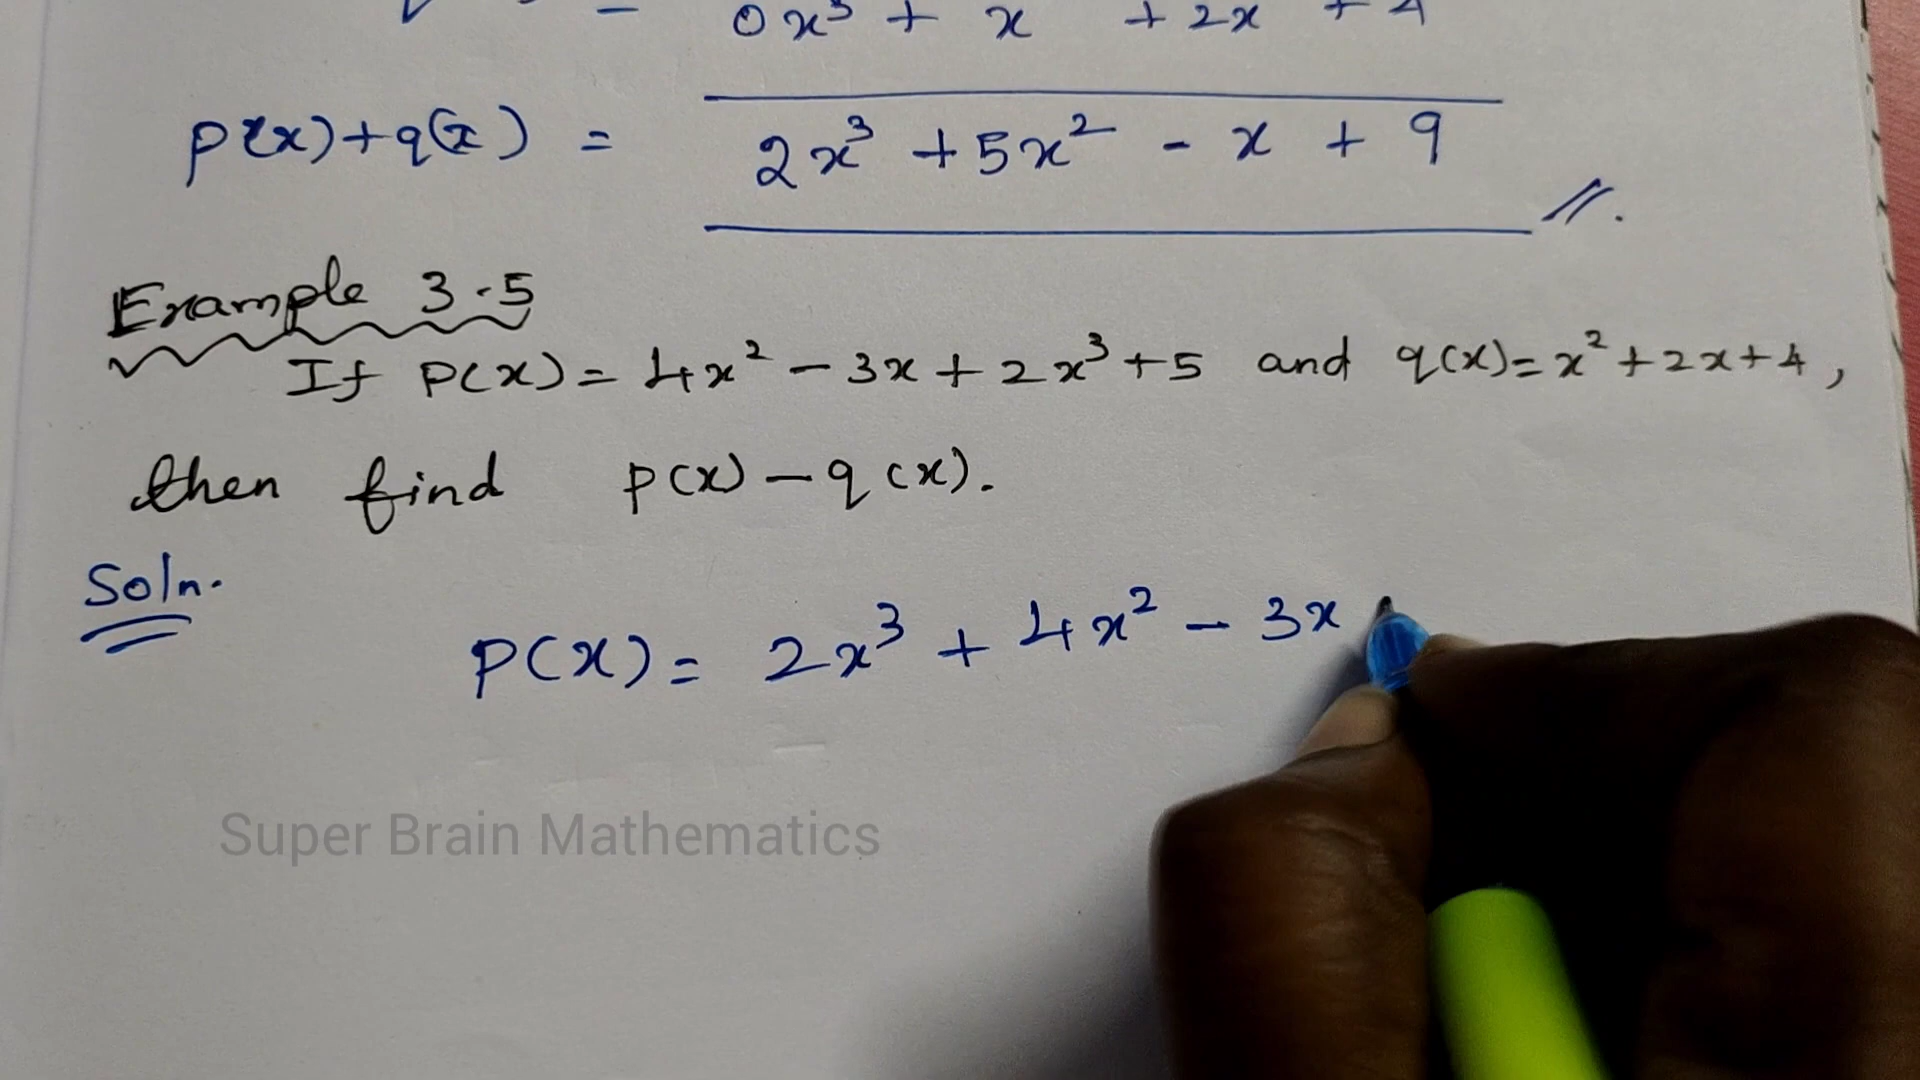 0x³ + x + 2x + 4
p(x)+q(x) = 2x³ + 5x² - x + 9 //.
Example 3.5
If P(x) = 4x² - 3x + 2x³ + 5 and q(x) = x² + 2x + 4,
then find p(x) - q(x).
Soln.
P(x) = 2x³ + 4x² - 3x
Super Brain Mathematics